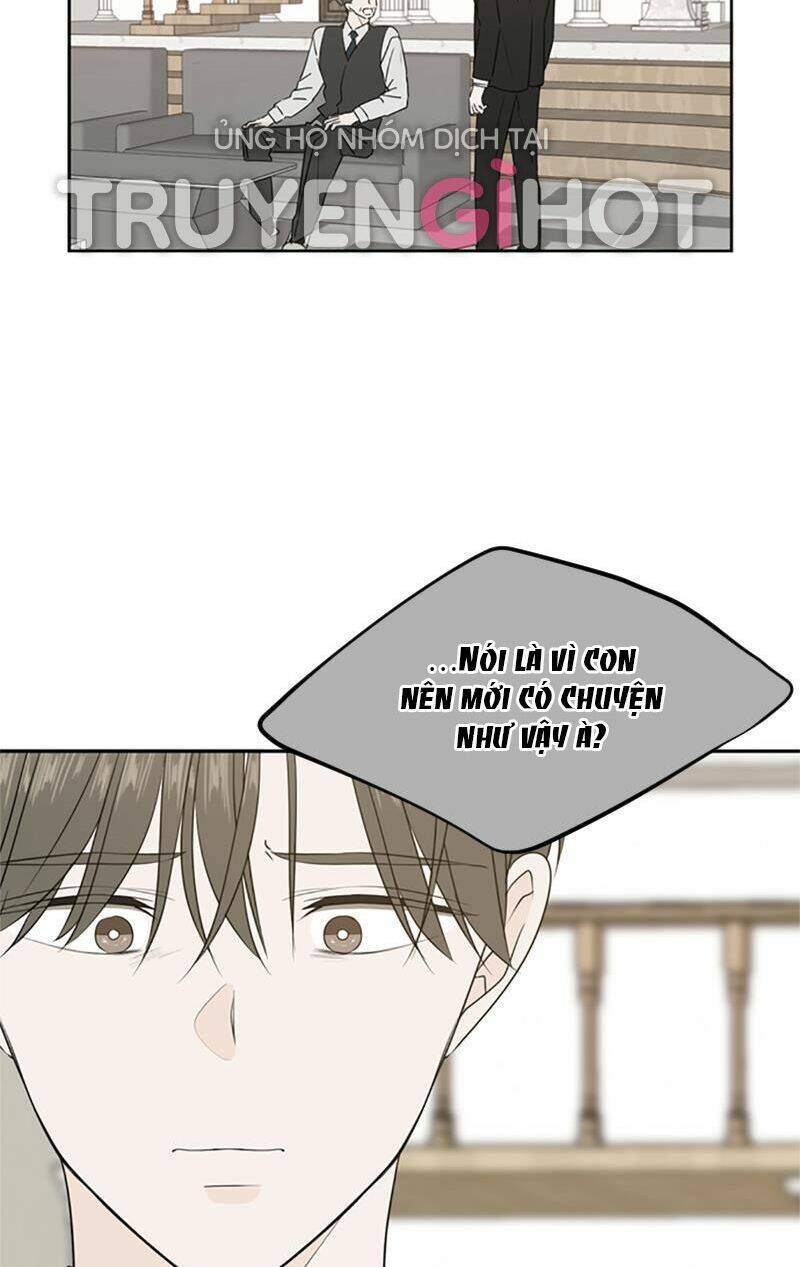 ỦNG HỘ NHÓM DỊCH TẠI
TRUYENGIHOT
...NÓI LÀ VÌ CON
NÊN MỚI CÓ CHUYỆN
NHƯ VẬY À?